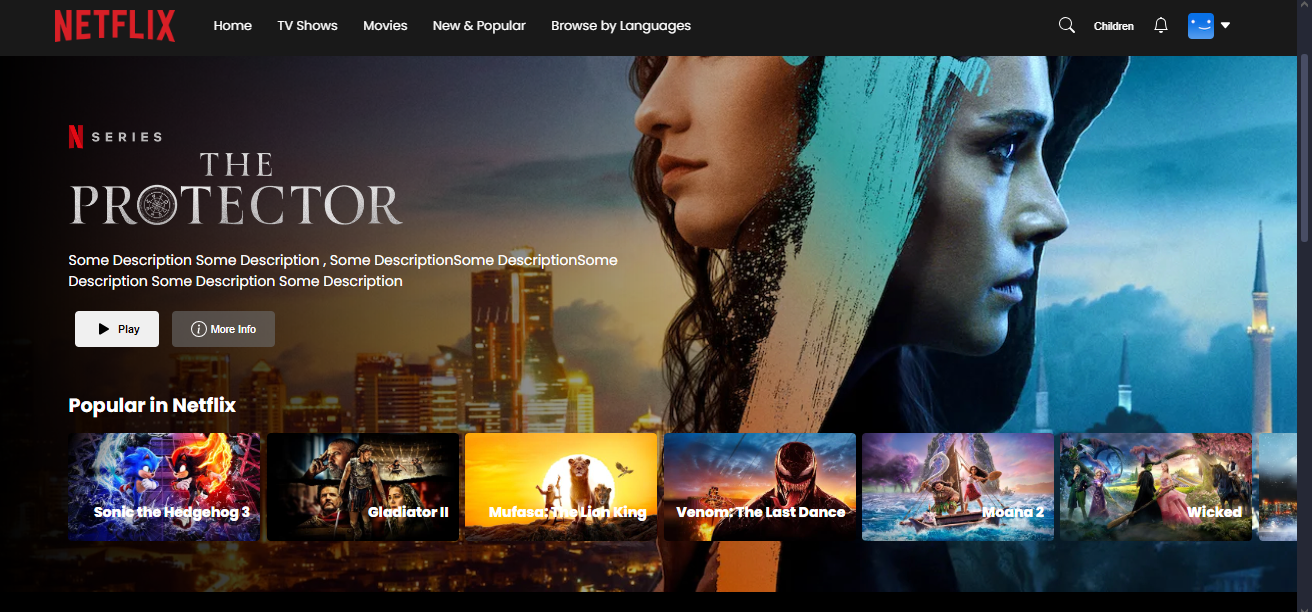 NETFLIX Home TV Shows Movies New & Popular Browse by Languages Children
N SERIES
THE
PROTECTOR
Some Description Some Description , Some DescriptionSome DescriptionSome
Description Some Description Some Description
Play More Info
Popular in Netflix
Sonic the Hedgehog 3 Gladiator II Mufasa: The Lion King Venom: The Last Dance Moana 2 Wicked